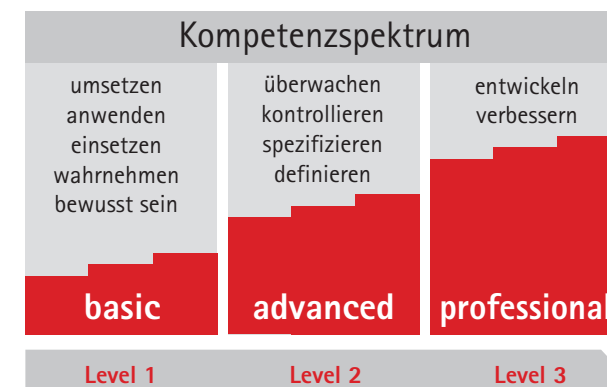 Kompetenzspektrum
umsetzen
anwenden
einsetzen
wahrnehmen
bewusst sein
basic
Level 1
überwachen
kontrollieren
spezifizieren
definieren
advanced
Level 2
entwickeln
verbessern
professional
Level 3